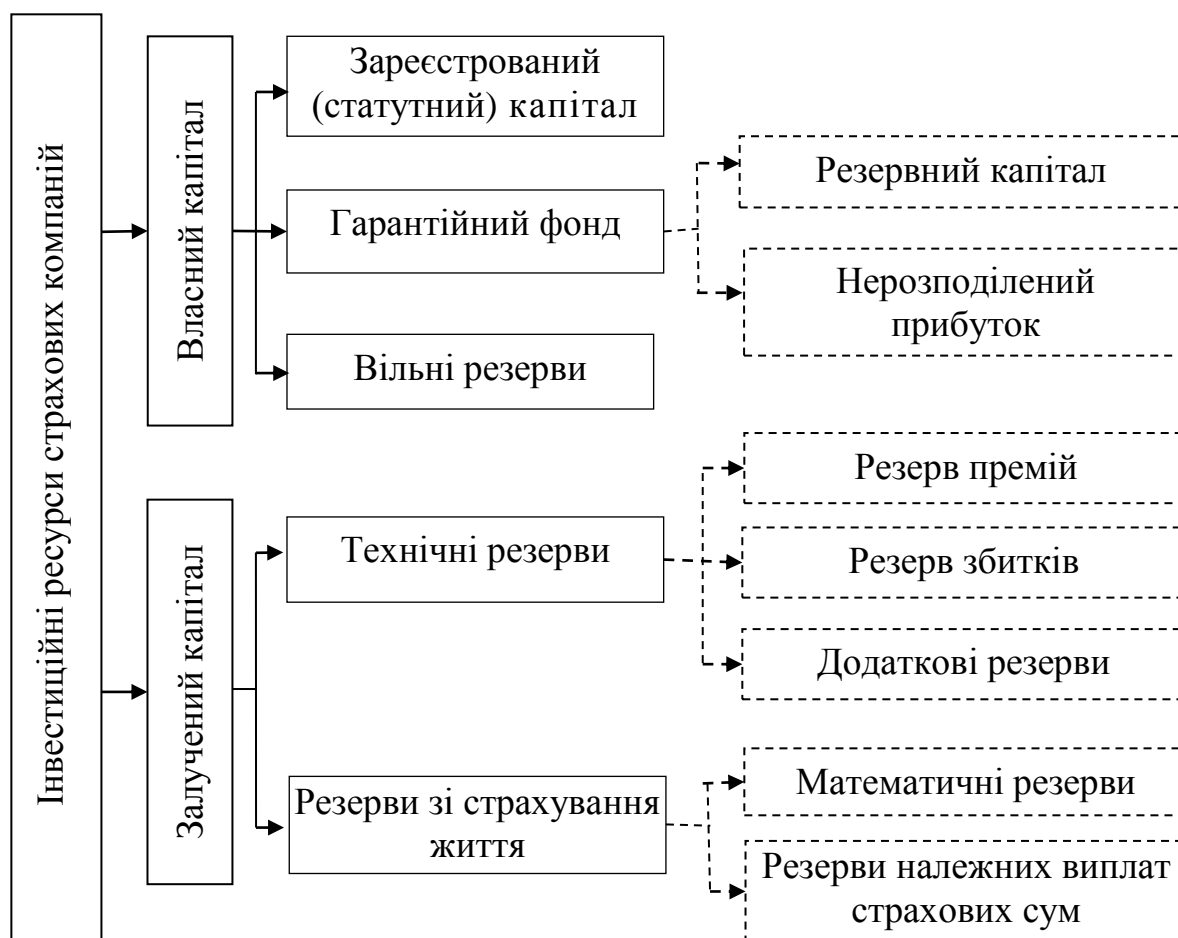 Інвестиційні ресурси страхових компаній
Власний капітал
Зареєстрований
(статутний) капітал
Гарантійний фонд
Резервний капітал
Нерозподілений
прибуток
Вільні резерви
Залучений капітал
Технічні резерви
Резерв премій
Резерв збитків
Додаткові резерви
Резерви зі страхування
життя
Математичні резерви
Резерви належних виплат
страхових сум